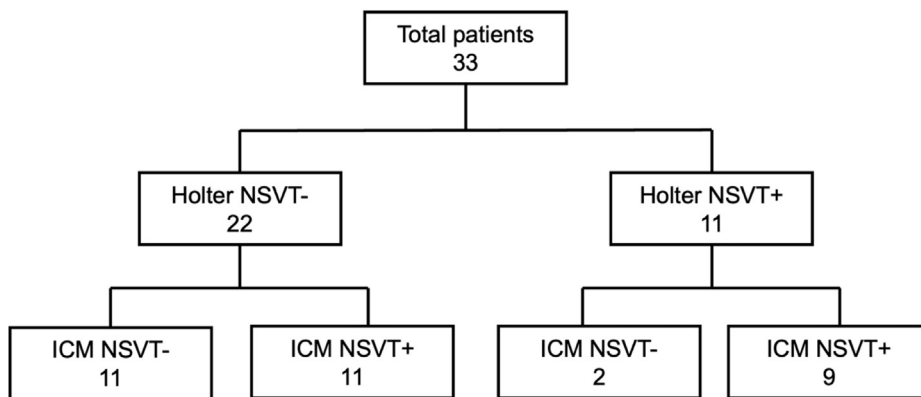 Total patients
33
Holter NSVT-
22
Holter NSVT+
11
ICM NSVT-
11
ICM NSVT+
11
ICM NSVT-
2
ICM NSVT+
9